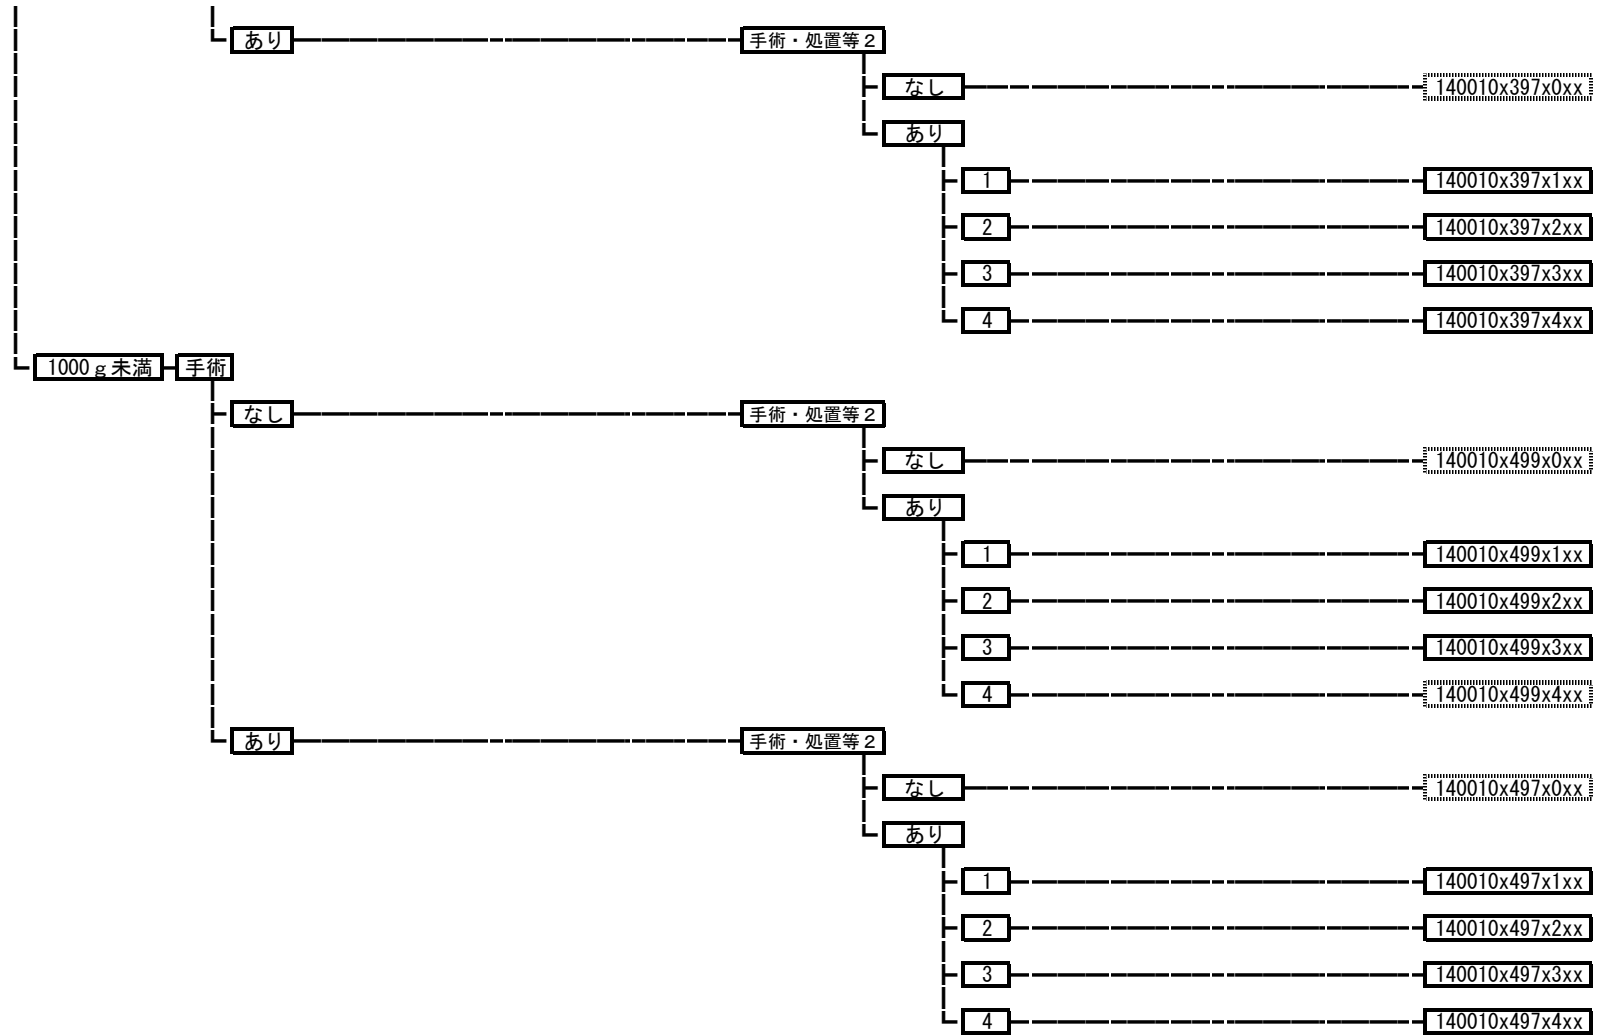 あり 手術・処置等２
なし 140010x397x0xx
あり
1 140010x397x1xx
2 140010x397x2xx
3 140010x397x3xx
4 140010x397x4xx
1000ｇ未満 手術
なし 手術・処置等２
なし 140010x499x0xx
あり
1 140010x499x1xx
2 140010x499x2xx
3 140010x499x3xx
4 140010x499x4xx
あり 手術・処置等２
なし 140010x497x0xx
あり
1 140010x497x1xx
2 140010x497x2xx
3 140010x497x3xx
4 140010x497x4xx